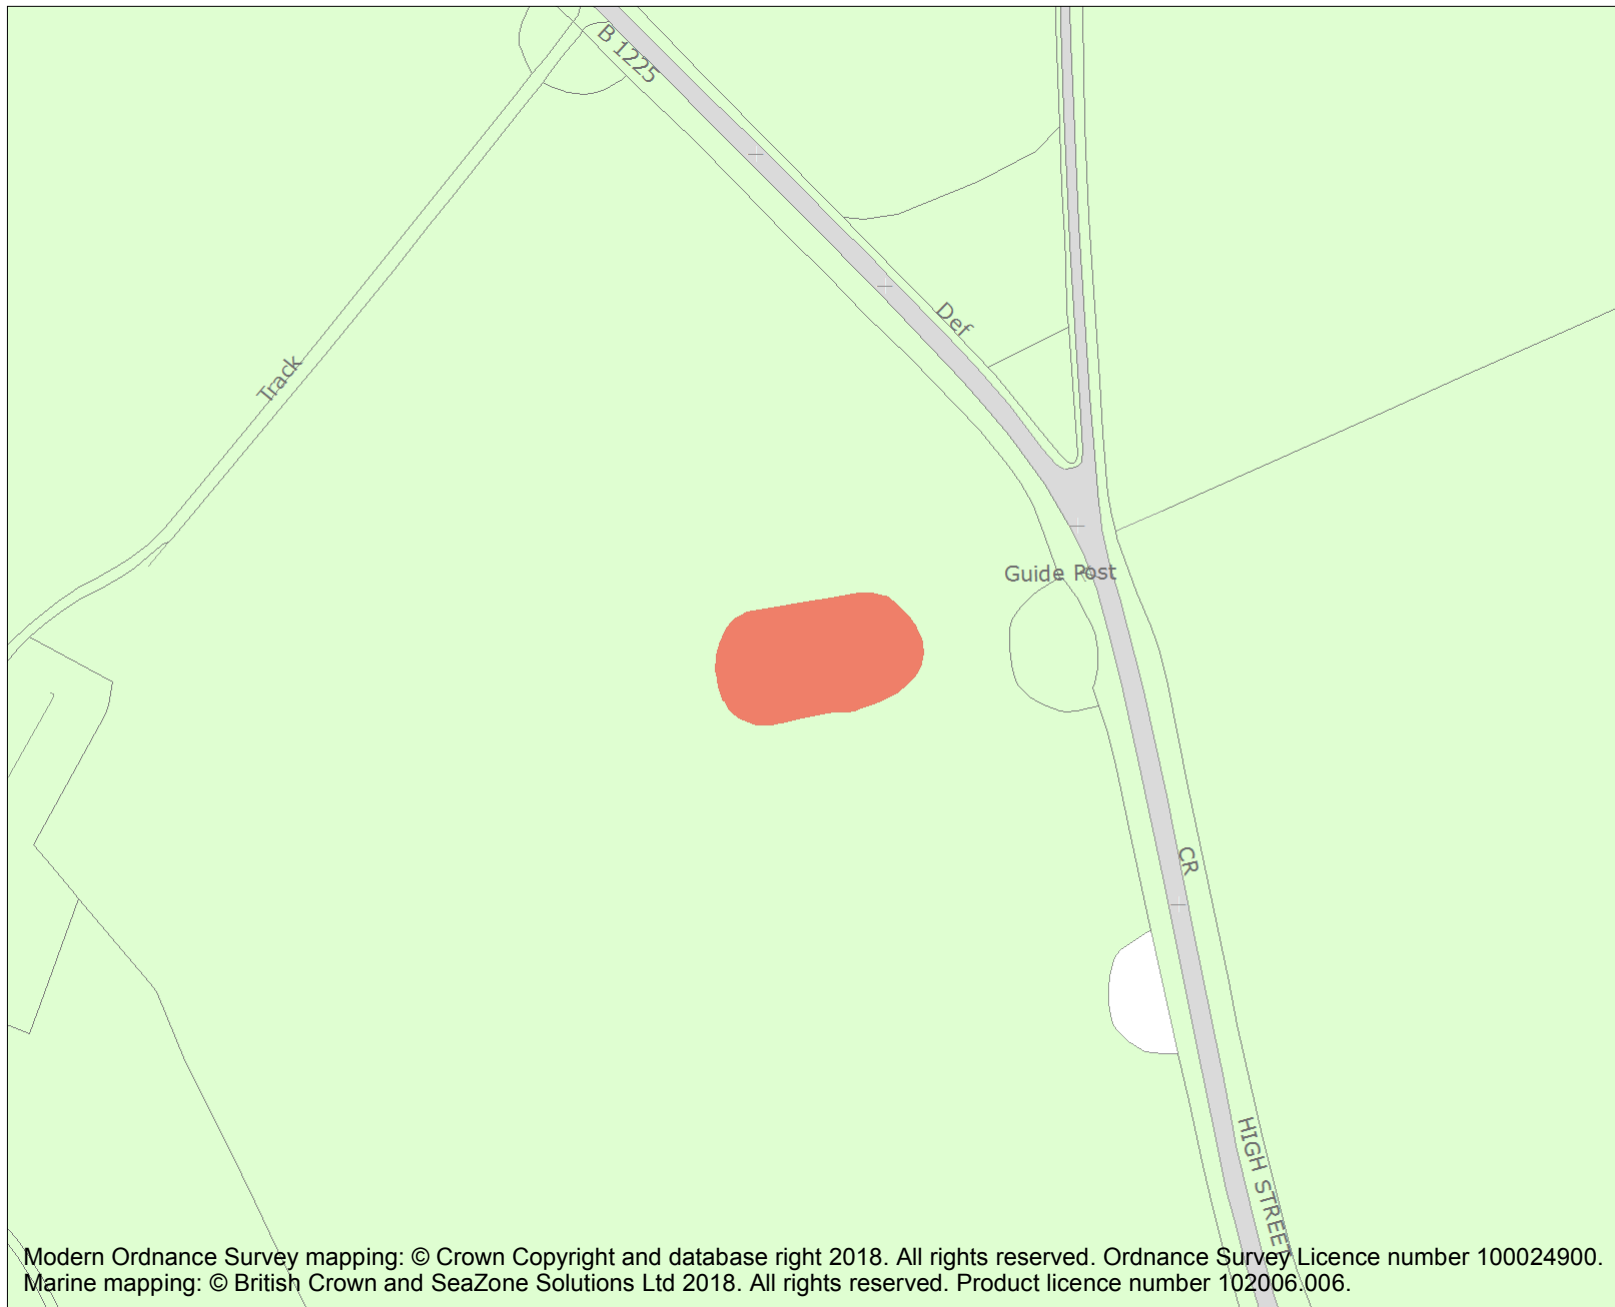 B 1225
Def
Track
Guide Post
CR
HIGH STREET
Modern Ordnance Survey mapping: © Crown Copyright and database right 2018. All rights reserved. Ordnance Survey Licence number 100024900.
Marine mapping: © British Crown and SeaZone Solutions Ltd 2018. All rights reserved. Product licence number 102006.006.